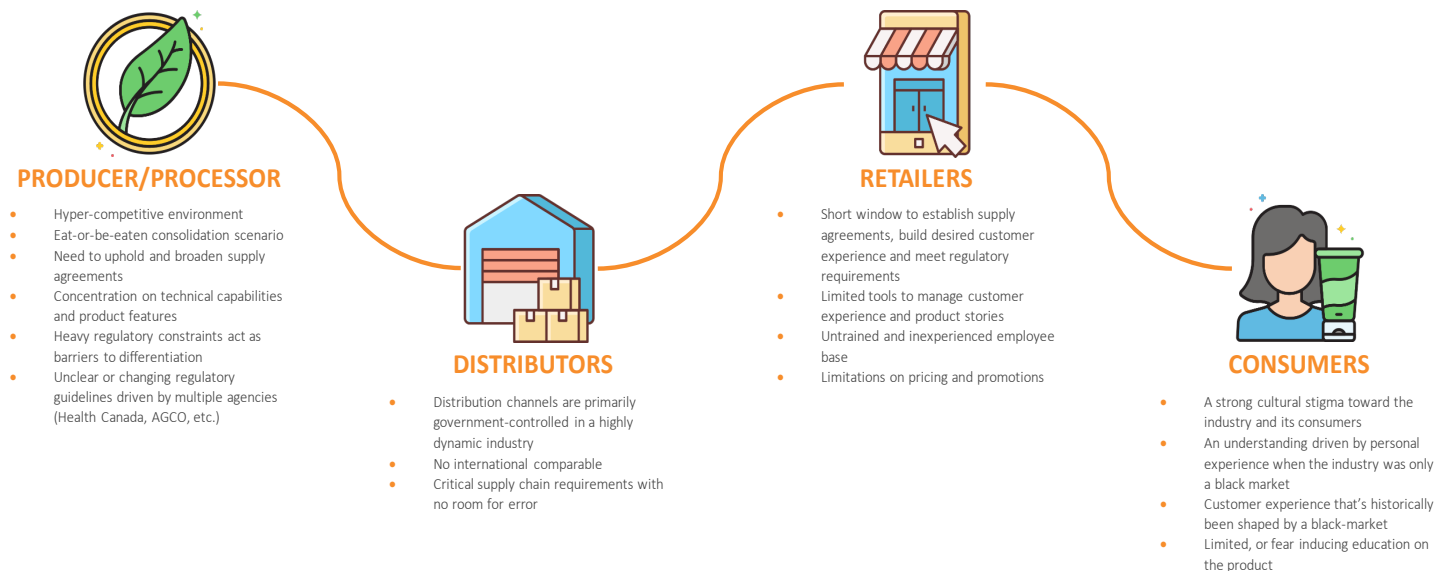 PRODUCER/PROCESSOR
• Hyper-competitive environment
• Eat-or-be-eaten consolidation scenario
• Need to uphold and broaden supply
agreements
• Concentration on technical capabilities
and product features
• Heavy regulatory constraints act as
barriers to differentiation
• Unclear or changing regulatory
guidelines driven by multiple agencies
(Health Canada, AGCO, etc.)
DISTRIBUTORS
• Distribution channels are primarily
government-controlled in a highly
dynamic industry
• No international comparable
• Critical supply chain requirements with
no room for error
RETAILERS
• Short window to establish supply
agreements, build desired customer
experience and meet regulatory
requirements
• Limited tools to manage customer
experience and product stories
• Untrained and inexperienced employee
base
• Limitations on pricing and promotions
CONSUMERS
• A strong cultural stigma toward the
industry and its consumers
• An understanding driven by personal
experience when the industry was only
a black market
• Customer experience that's historically
been shaped by a black-market
• Limited, or fear inducing education on
the product